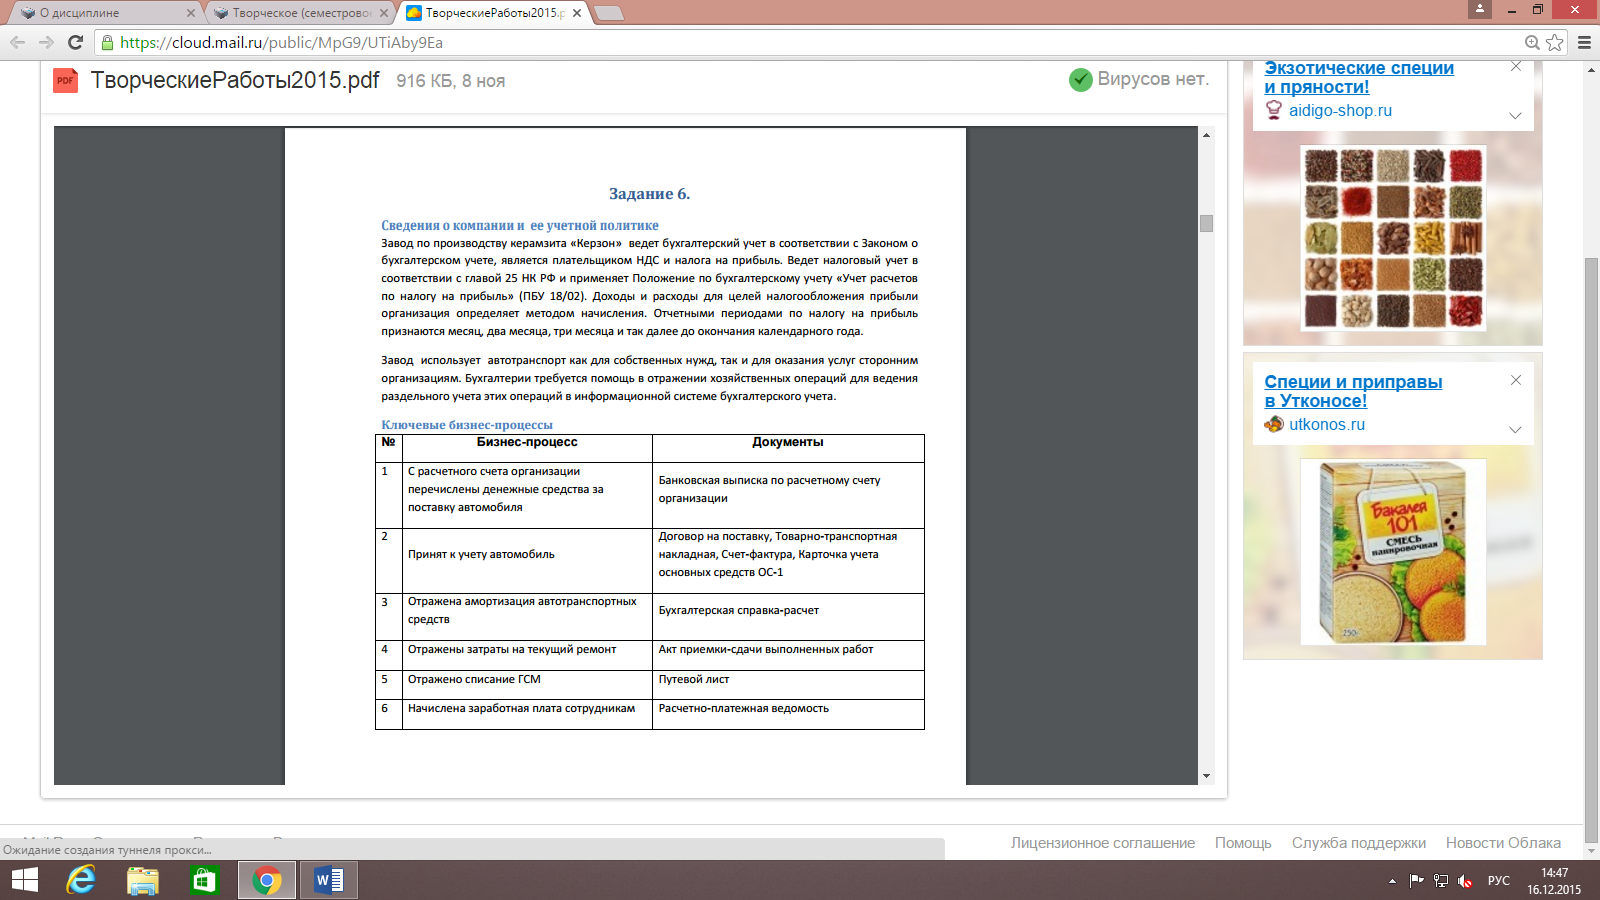 О дисциплине
Творческое (семестровое
ТворческиеРаботы2015.p
https://cloud.mail.ru/public/MpG9/UTiAby9Ea
PDF
ТворческиеРаботы2015.pdf
916 КБ, 8 ноя
Вирусов нет.
Задание 6.
Сведения о компании и ее учетной политике
Завод по производству керамзита «Керзон» ведет бухгалтерский учет в соответствии с Законом о
бухгалтерском учете, является плательщиком НДС и налога на прибыль. Ведет налоговый учет в
соответствии с главой 25 НК РФ и применяет Положение по бухгалтерскому учету «Учет расчетов
по налогу на прибыль» (ПБУ 18/02). Доходы и расходы для целей налогообложения прибыли
организация определяет методом начисления. Отчетными периодами по налогу на прибыль
признаются месяц, два месяца, три месяца и так далее до окончания календарного года.
Завод использует автотранспорт как для собственных нужд, так и для оказания услуг сторонним
организациям. Бухгалтерии требуется помощь в отражении хозяйственных операций для ведения
раздельного учета этих операций в информационной системе бухгалтерского учета.
Ключевые бизнес-процессы
№ Бизнес-процесс Документы
1 С расчетного счета организации
перечислены денежные средства за
поставку автомобиля
Банковская выписка по расчетному счету
организации
2 Принят к учету автомобиль
Договор на поставку, Товарно-транспортная
накладная, Счет-фактура, Карточка учета
основных средств ОС-1
3 Отражена амортизация автотранспортных
средств
Бухгалтерская справка-расчет
4 Отражены затраты на текущий ремонт Акт приемки-сдачи выполненных работ
5 Отражено списание ГСМ Путевой лист
6 Начислена заработная плата сотрудникам Расчетно-платежная ведомость
Экзотические специи
и пряности!
aidigo-shop.ru
Специи и приправы
в Утконосе!
utkonos.ru
Бакалея
101
СМЕСЬ
панировочная
250г
Лицензионное соглашение Помощь Служба поддержки Новости Облака
Ожидание создания туннеля прокси...
РУС
14:47
16.12.2015